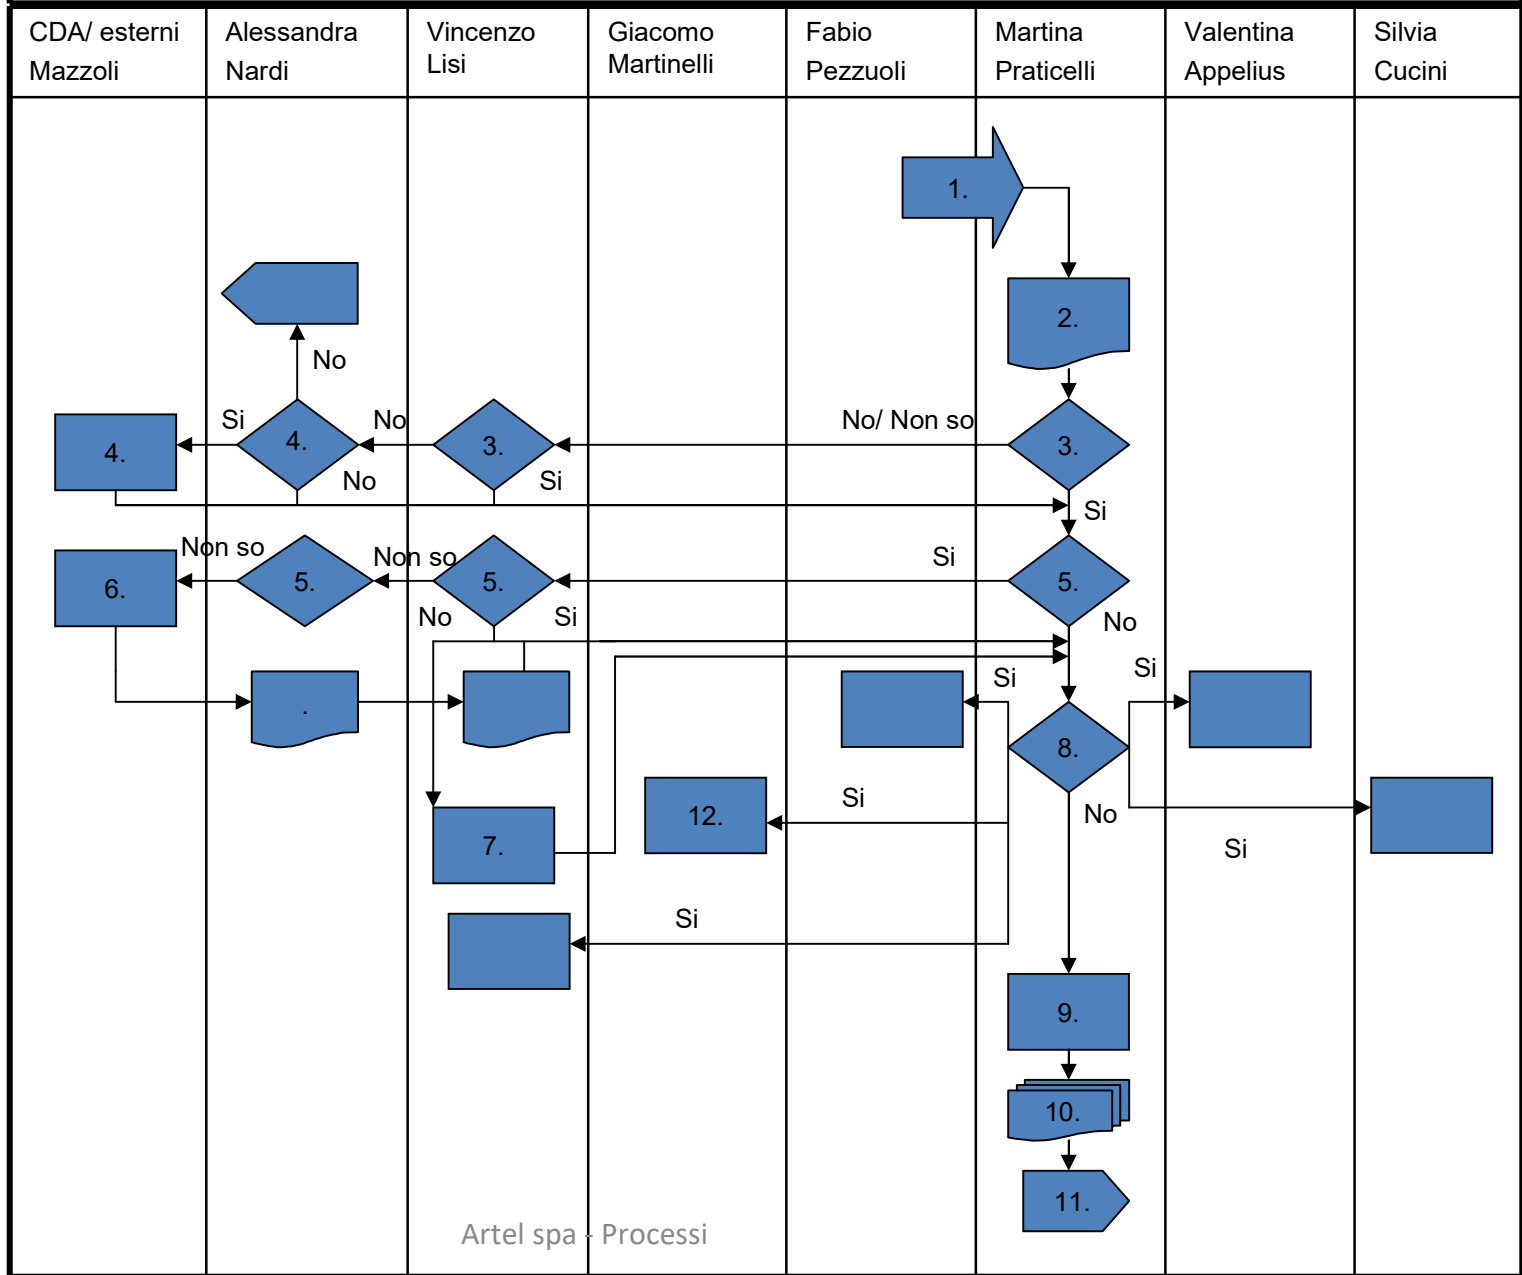 CDA/ esterni
Mazzoli
Alessandra
Nardi
Vincenzo
Lisi
Giacomo
Martinelli
Fabio
Pezzuoli
Martina
Praticelli
Valentina
Appelius
Silvia
Cucini
1.
2.
No
Si
No
No/ Non so
4.
4.
3.
3.
No
Si
Si
Non so
Non so
Si
6.
5.
5.
5.
No
Si
No
Si
Si
.
8.
Si
12.
No
7.
Si
Si
9.
10.
11.
Artel spa - Processi